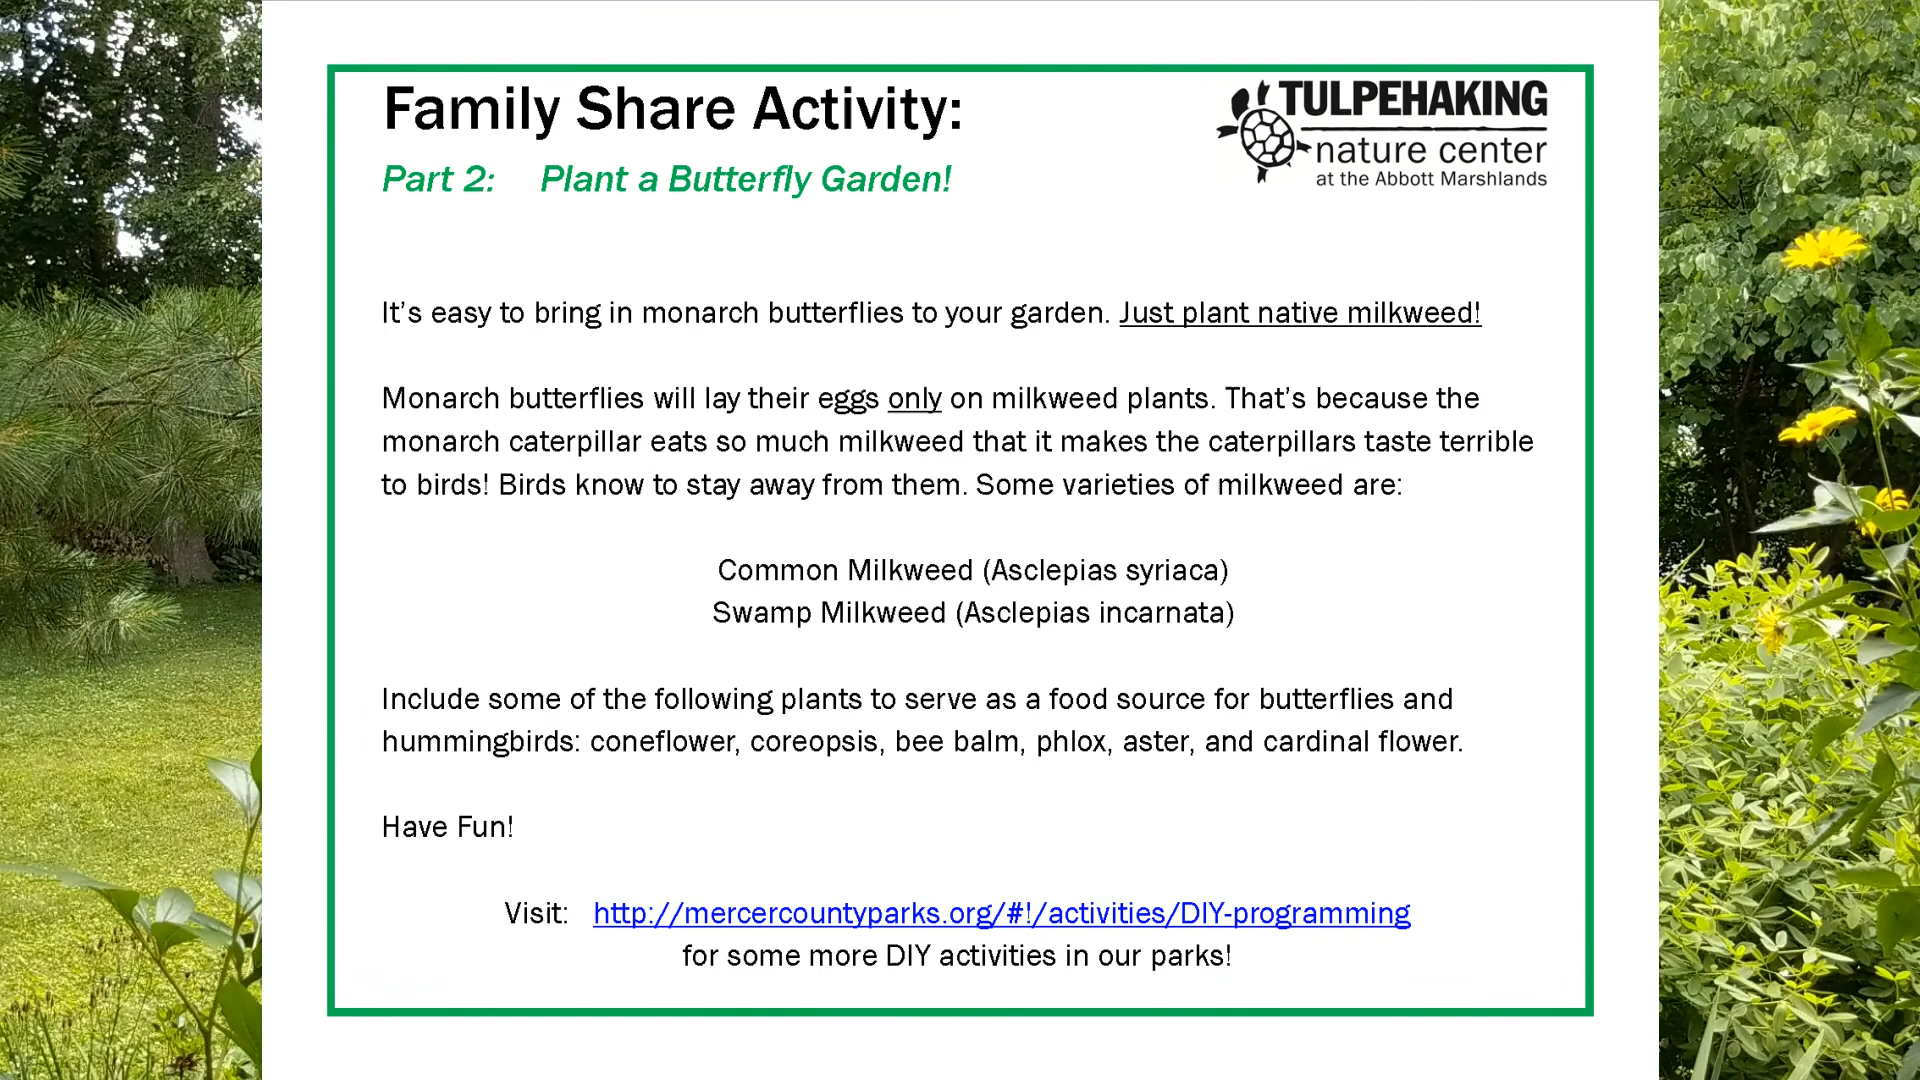 Family Share Activity:
TULPEHAKING
nature center
at the Abbott Marshlands
Part 2: Plant a Butterfly Garden!
It’s easy to bring in monarch butterflies to your garden. Just plant native milkweed!
Monarch butterflies will lay their eggs only on milkweed plants. That’s because the
monarch caterpillar eats so much milkweed that it makes the caterpillars taste terrible
to birds! Birds know to stay away from them. Some varieties of milkweed are:
Common Milkweed (Asclepias syriaca)
Swamp Milkweed (Asclepias incarnata)
Include some of the following plants to serve as a food source for butterflies and
hummingbirds: coneflower, coreopsis, bee balm, phlox, aster, and cardinal flower.
Have Fun!
Visit: http://mercercountyparks.org/#!/activities/DIY-programming
for some more DIY activities in our parks!